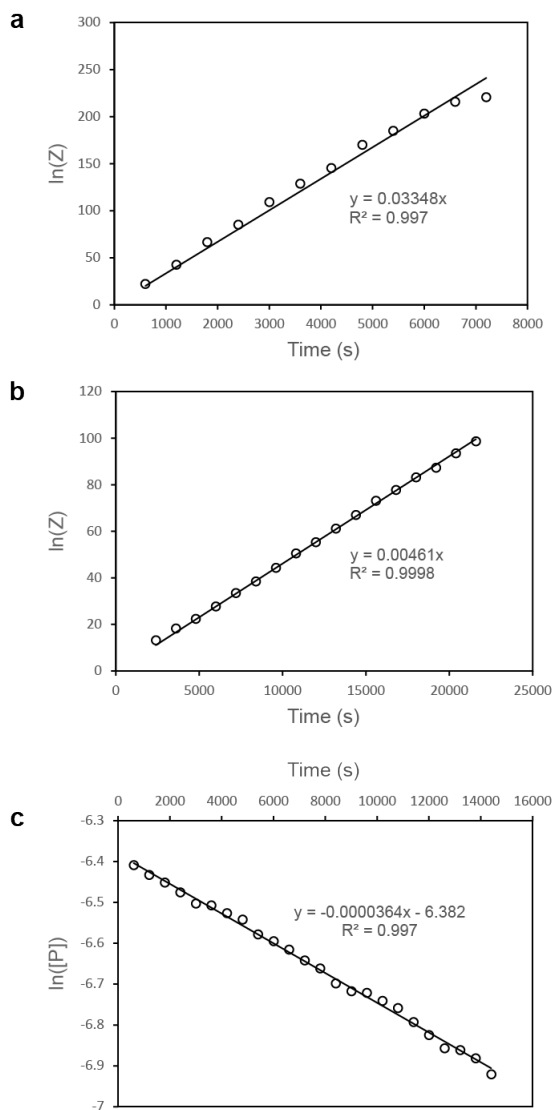 a
300
250
200
150
100
50
0
ln(Z)
y = 0.03348x
R² = 0.997
0 1000 2000 3000 4000 5000 6000 7000 8000
Time (s)
b
120
100
80
60
40
20
0
ln(Z)
y = 0.00461x
R² = 0.9998
0 5000 10000 15000 20000 25000
Time (s)
Time (s)
0 2000 4000 6000 8000 10000 12000 14000 16000
c
-6.3
-6.4
-6.5
-6.6
-6.7
-6.8
-6.9
-7
ln([P])
y = -0.0000364x - 6.382
R² = 0.997